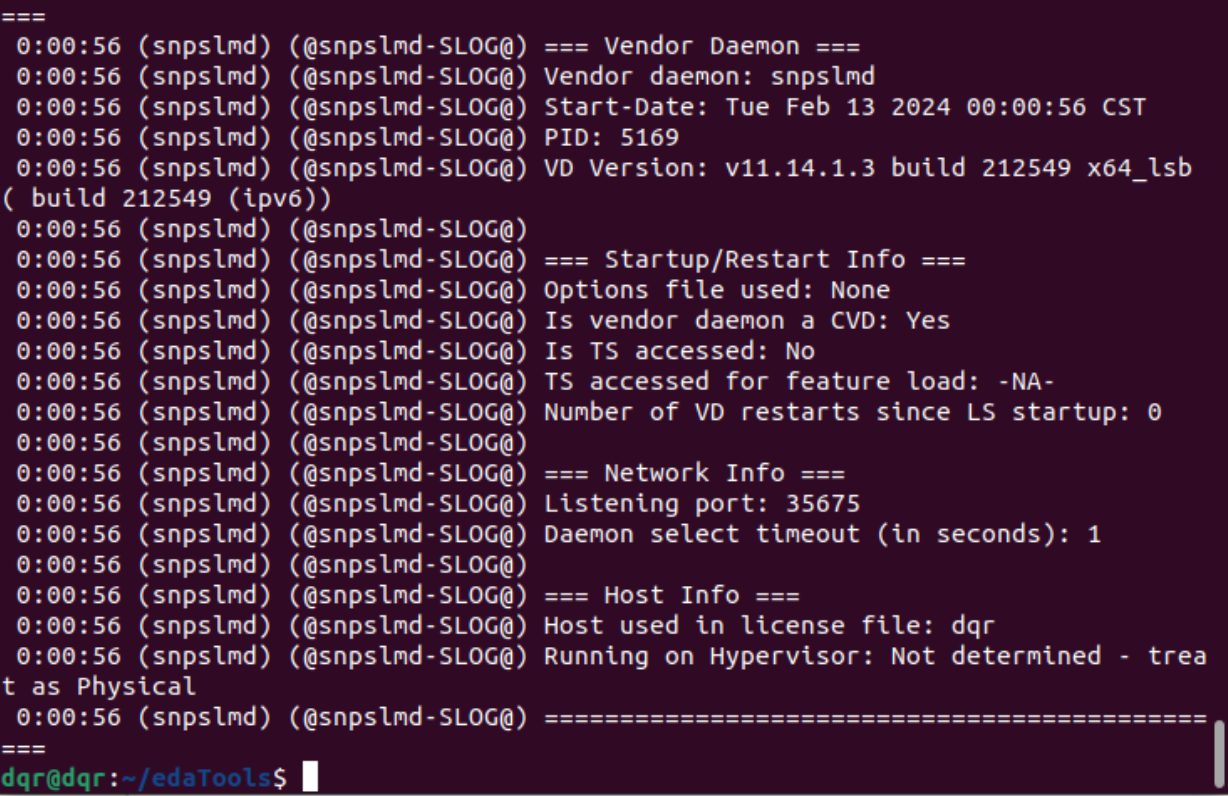 ===
 0:00:56 (snpslmd) (@snpslmd-SLOG@) === Vendor Daemon ===
 0:00:56 (snpslmd) (@snpslmd-SLOG@) Vendor daemon: snpslmd
 0:00:56 (snpslmd) (@snpslmd-SLOG@) Start-Date: Tue Feb 13 2024 00:00:56 CST
 0:00:56 (snpslmd) (@snpslmd-SLOG@) PID: 5169
 0:00:56 (snpslmd) (@snpslmd-SLOG@) VD Version: v11.14.1.3 build 212549 x64_lsb
( build 212549 (ipv6))
 0:00:56 (snpslmd) (@snpslmd-SLOG@)
 0:00:56 (snpslmd) (@snpslmd-SLOG@) === Startup/Restart Info ===
 0:00:56 (snpslmd) (@snpslmd-SLOG@) Options file used: None
 0:00:56 (snpslmd) (@snpslmd-SLOG@) Is vendor daemon a CVD: Yes
 0:00:56 (snpslmd) (@snpslmd-SLOG@) Is TS accessed: No
 0:00:56 (snpslmd) (@snpslmd-SLOG@) TS accessed for feature load: -NA-
 0:00:56 (snpslmd) (@snpslmd-SLOG@) Number of VD restarts since LS startup: 0
 0:00:56 (snpslmd) (@snpslmd-SLOG@)
 0:00:56 (snpslmd) (@snpslmd-SLOG@) === Network Info ===
 0:00:56 (snpslmd) (@snpslmd-SLOG@) Listening port: 35675
 0:00:56 (snpslmd) (@snpslmd-SLOG@) Daemon select timeout (in seconds): 1
 0:00:56 (snpslmd) (@snpslmd-SLOG@)
 0:00:56 (snpslmd) (@snpslmd-SLOG@) === Host Info ===
 0:00:56 (snpslmd) (@snpslmd-SLOG@) Host used in license file: dqr
 0:00:56 (snpslmd) (@snpslmd-SLOG@) Running on Hypervisor: Not determined - trea
t as Physical
 0:00:56 (snpslmd) (@snpslmd-SLOG@) ============================================
===
dqr@dqr:~/edaTools$